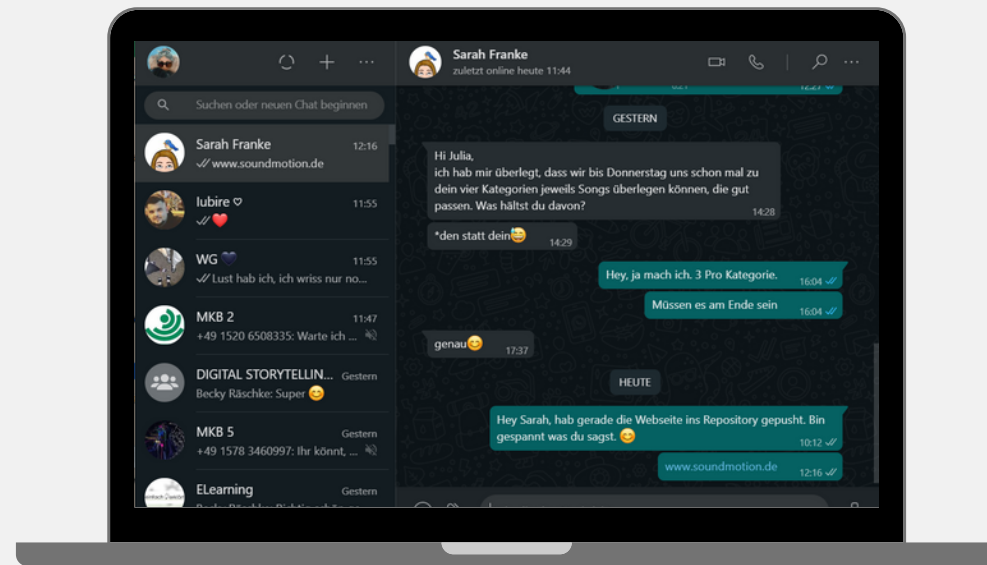 Sarah Franke
zuletzt online heute 11:44
Suchen oder neuen Chat beginnen
Sarah Franke 12:16
www.soundmotion.de
lubire ♡ 11:55
❤️
WG 🖤 11:55
Lust hab ich, ich wriss nur no...
MKB 2 11:47
+49 1520 6508335: Warte ich ...
DIGITAL STORYTELLIN... Gestern
Becky Räschke: Super 😊
MKB 5 Gestern
+49 1578 3460997: Ihr könnt, ...
ELearning Gestern
12:27
GESTERN
Hi Julia,
ich hab mir überlegt, dass wir bis Donnerstag uns schon mal zu
dein vier Kategorien jeweils Songs überlegen können, die gut
passen. Was hältst du davon?
14:28
*den statt dein😅 14:29
Hey, ja mach ich. 3 Pro Kategorie. 16:04
Müssen es am Ende sein 16:04
genau😊 17:37
HEUTE
Hey Sarah, hab gerade die Webseite ins Repository gepusht. Bin
gespannt was du sagst. 😊 10:12
www.soundmotion.de 12:16